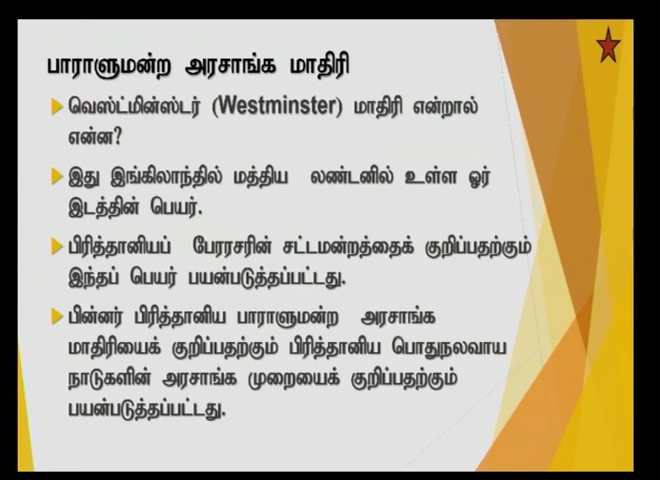 பாராளுமன்ற அரசாங்க மாதிரி
வெஸ்ட்மின்ஸ்டர் (Westminster) மாதிரி என்றால்
என்ன?
இது இங்கிலாந்தில் மத்திய லண்டனில் உள்ள ஓர்
இடத்தின் பெயர்.
பிரித்தானியப் பேரரசரின் சட்டமன்றத்தைக் குறிப்பதற்கும்
இந்தப் பெயர் பயன்படுத்தப்பட்டது.
பின்னர் பிரித்தானிய பாராளுமன்ற அரசாங்க
மாதிரியைக் குறிப்பதற்கும் பிரித்தானிய பொதுநலவாய
நாடுகளின் அரசாங்க முறையைக் குறிப்பதற்கும்
பயன்படுத்தப்பட்டது.